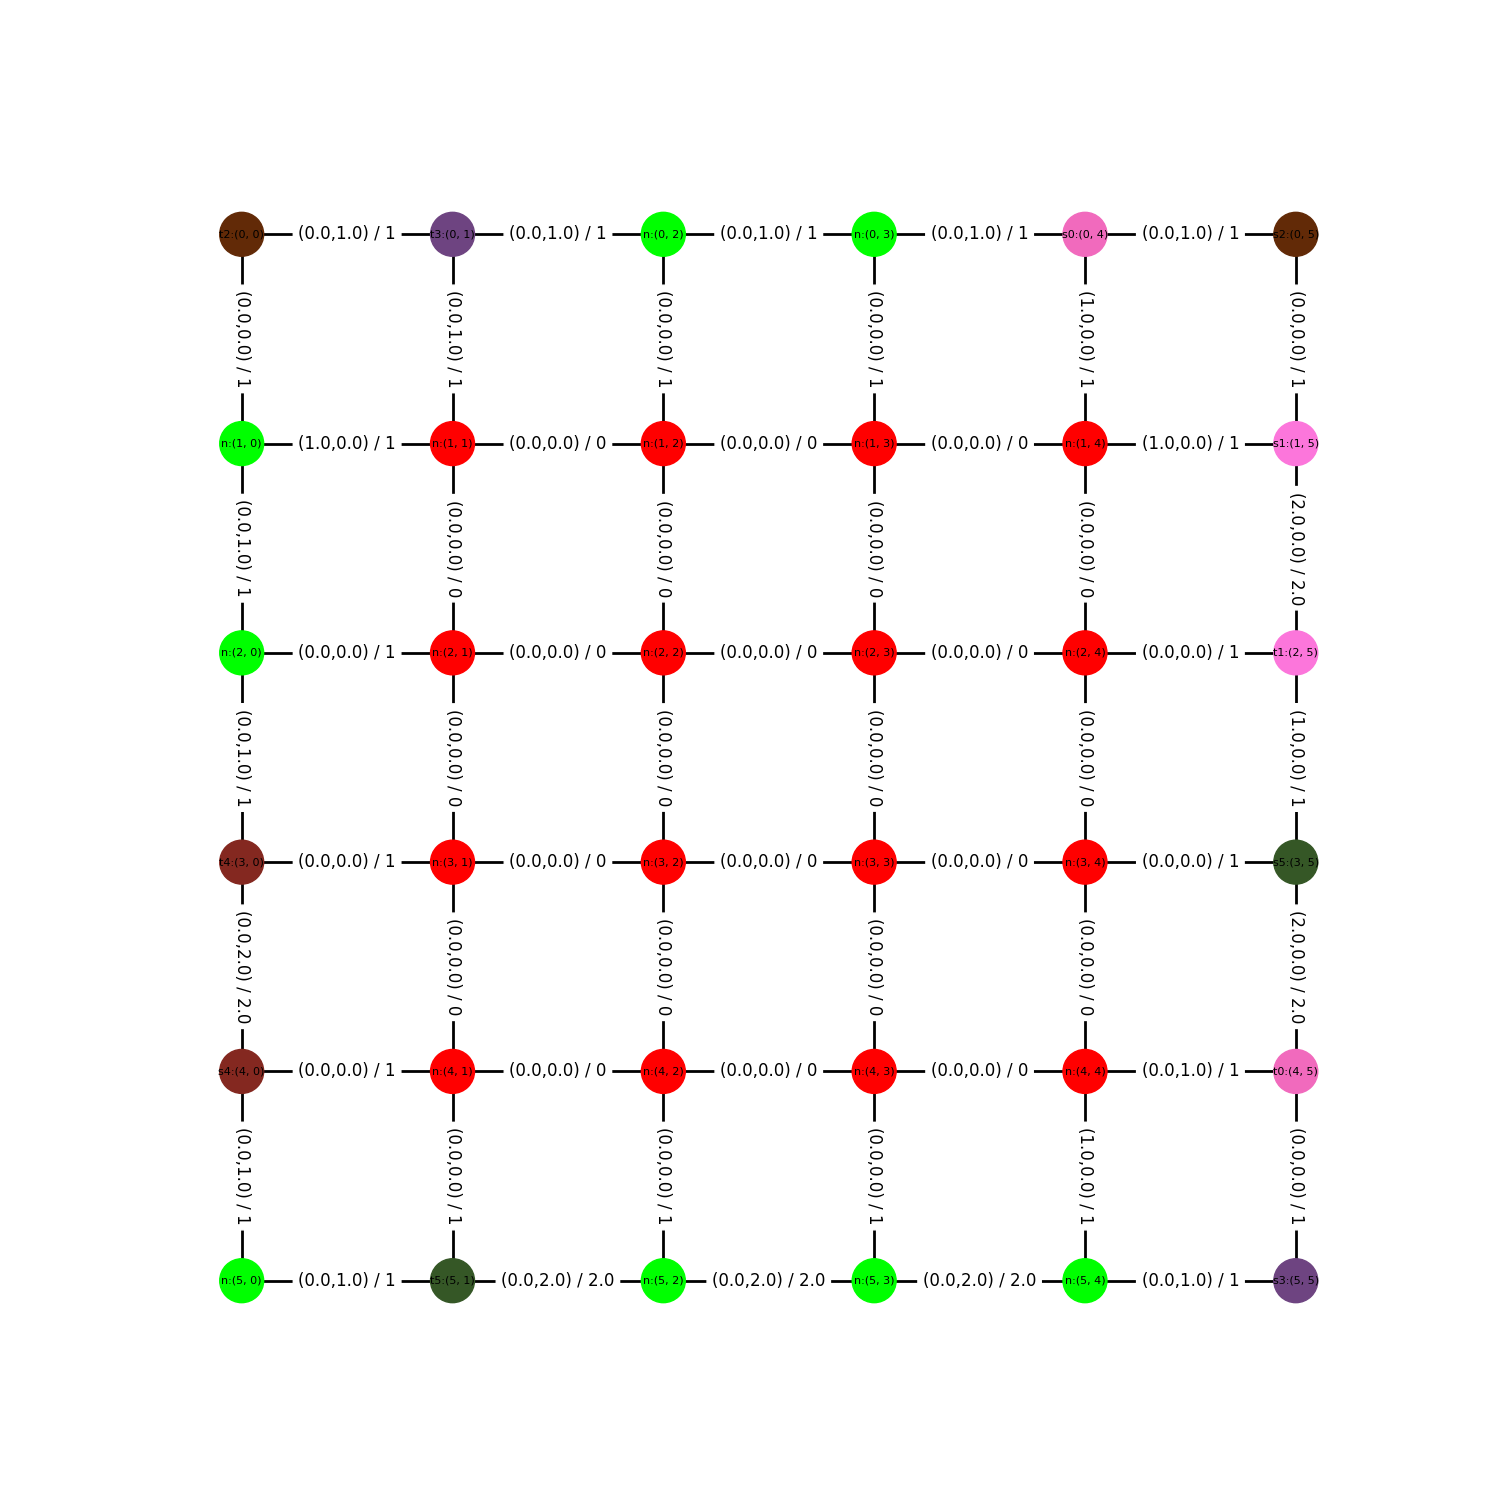 t2:(0, 0) (0.0,1.0) / 1 t3:(0, 1) (0.0,1.0) / 1 n:(0, 2) (0.0,1.0) / 1 n:(0, 3) (0.0,1.0) / 1 s0:(0, 4) (0.0,1.0) / 1 s2:(0, 5)
(0.0,0.0) / 1 (0.0,1.0) / 1 (0.0,0.0) / 1 (0.0,0.0) / 1 (1.0,0.0) / 1 (0.0,0.0) / 1
n:(1, 0) (1.0,0.0) / 1 n:(1, 1) (0.0,0.0) / 0 n:(1, 2) (0.0,0.0) / 0 n:(1, 3) (0.0,0.0) / 0 n:(1, 4) (1.0,0.0) / 1 s1:(1, 5)
(0.0,1.0) / 1 (0.0,0.0) / 0 (0.0,0.0) / 0 (0.0,0.0) / 0 (0.0,0.0) / 0 (2.0,0.0) / 2.0
n:(2, 0) (0.0,0.0) / 1 n:(2, 1) (0.0,0.0) / 0 n:(2, 2) (0.0,0.0) / 0 n:(2, 3) (0.0,0.0) / 0 n:(2, 4) (0.0,0.0) / 1 t1:(2, 5)
(0.0,1.0) / 1 (0.0,0.0) / 0 (0.0,0.0) / 0 (0.0,0.0) / 0 (0.0,0.0) / 0 (1.0,0.0) / 1
t4:(3, 0) (0.0,0.0) / 1 n:(3, 1) (0.0,0.0) / 0 n:(3, 2) (0.0,0.0) / 0 n:(3, 3) (0.0,0.0) / 0 n:(3, 4) (0.0,0.0) / 1 s5:(3, 5)
(0.0,2.0) / 2.0 (0.0,0.0) / 0 (0.0,0.0) / 0 (0.0,0.0) / 0 (0.0,0.0) / 0 (2.0,0.0) / 2.0
s4:(4, 0) (0.0,0.0) / 1 n:(4, 1) (0.0,0.0) / 0 n:(4, 2) (0.0,0.0) / 0 n:(4, 3) (0.0,0.0) / 0 n:(4, 4) (0.0,1.0) / 1 t0:(4, 5)
(0.0,1.0) / 1 (0.0,0.0) / 1 (0.0,0.0) / 1 (0.0,0.0) / 1 (1.0,0.0) / 1 (0.0,0.0) / 1
n:(5, 0) (0.0,1.0) / 1 t5:(5, 1) (0.0,2.0) / 2.0 n:(5, 2) (0.0,2.0) / 2.0 n:(5, 3) (0.0,2.0) / 2.0 n:(5, 4) (0.0,1.0) / 1 s3:(5, 5)